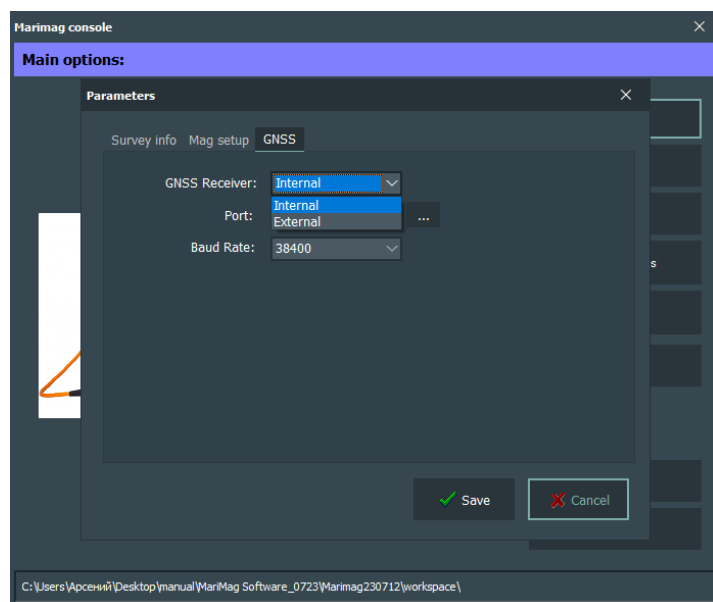 Marimag console
Main options:
Parameters
Survey info Mag setup GNSS
GNSS Receiver: Internal
Internal
Port: External ...
Baud Rate: 38400
s
Save Cancel
C:\Users\Арсений\Desktop\manual\MariMag Software_0723\Marimag230712\workspace\